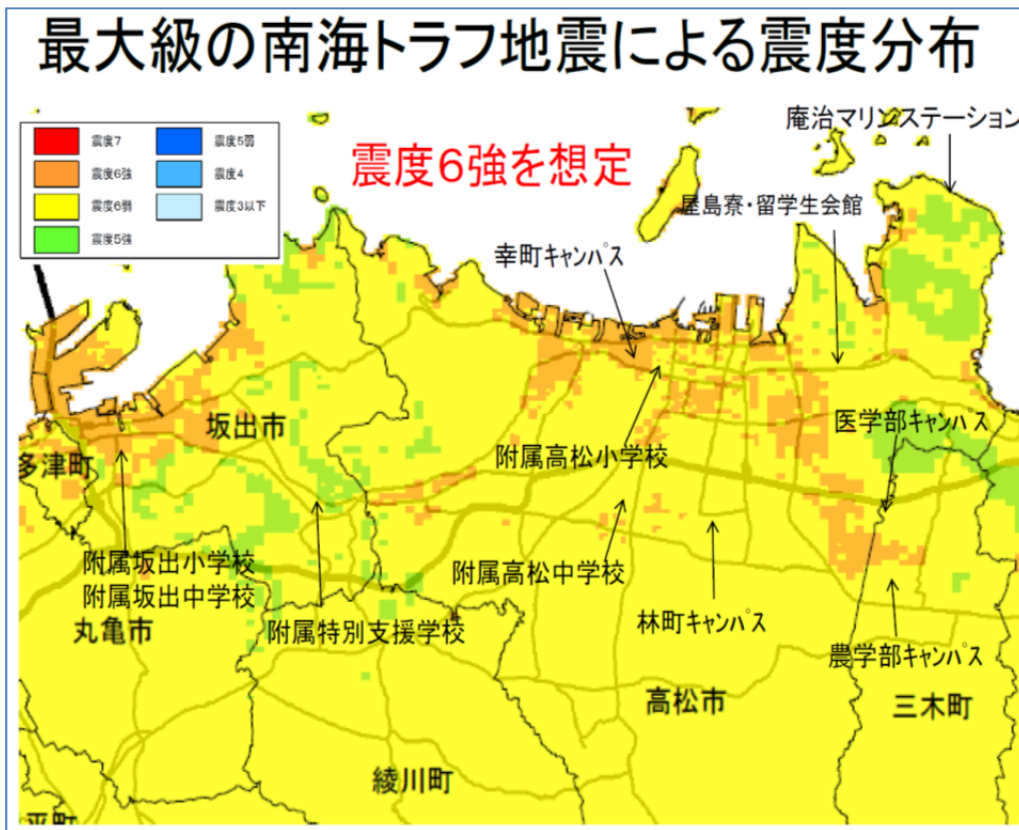 最大級の南海トラフ地震による震度分布
震度7
震度6強
震度6弱
震度5強
震度5弱
震度4
震度3以下
震度6強を想定
庵治マリンステーション
屋島寮・留学生会館
幸町キャンパス
坂出市
多津町
医学部キャンパス
附属高松小学校
附属坂出小学校
附属坂出中学校
附属高松中学校
丸亀市
附属特別支援学校
林町キャンパス
農学部キャンパス
高松市
三木町
綾川町